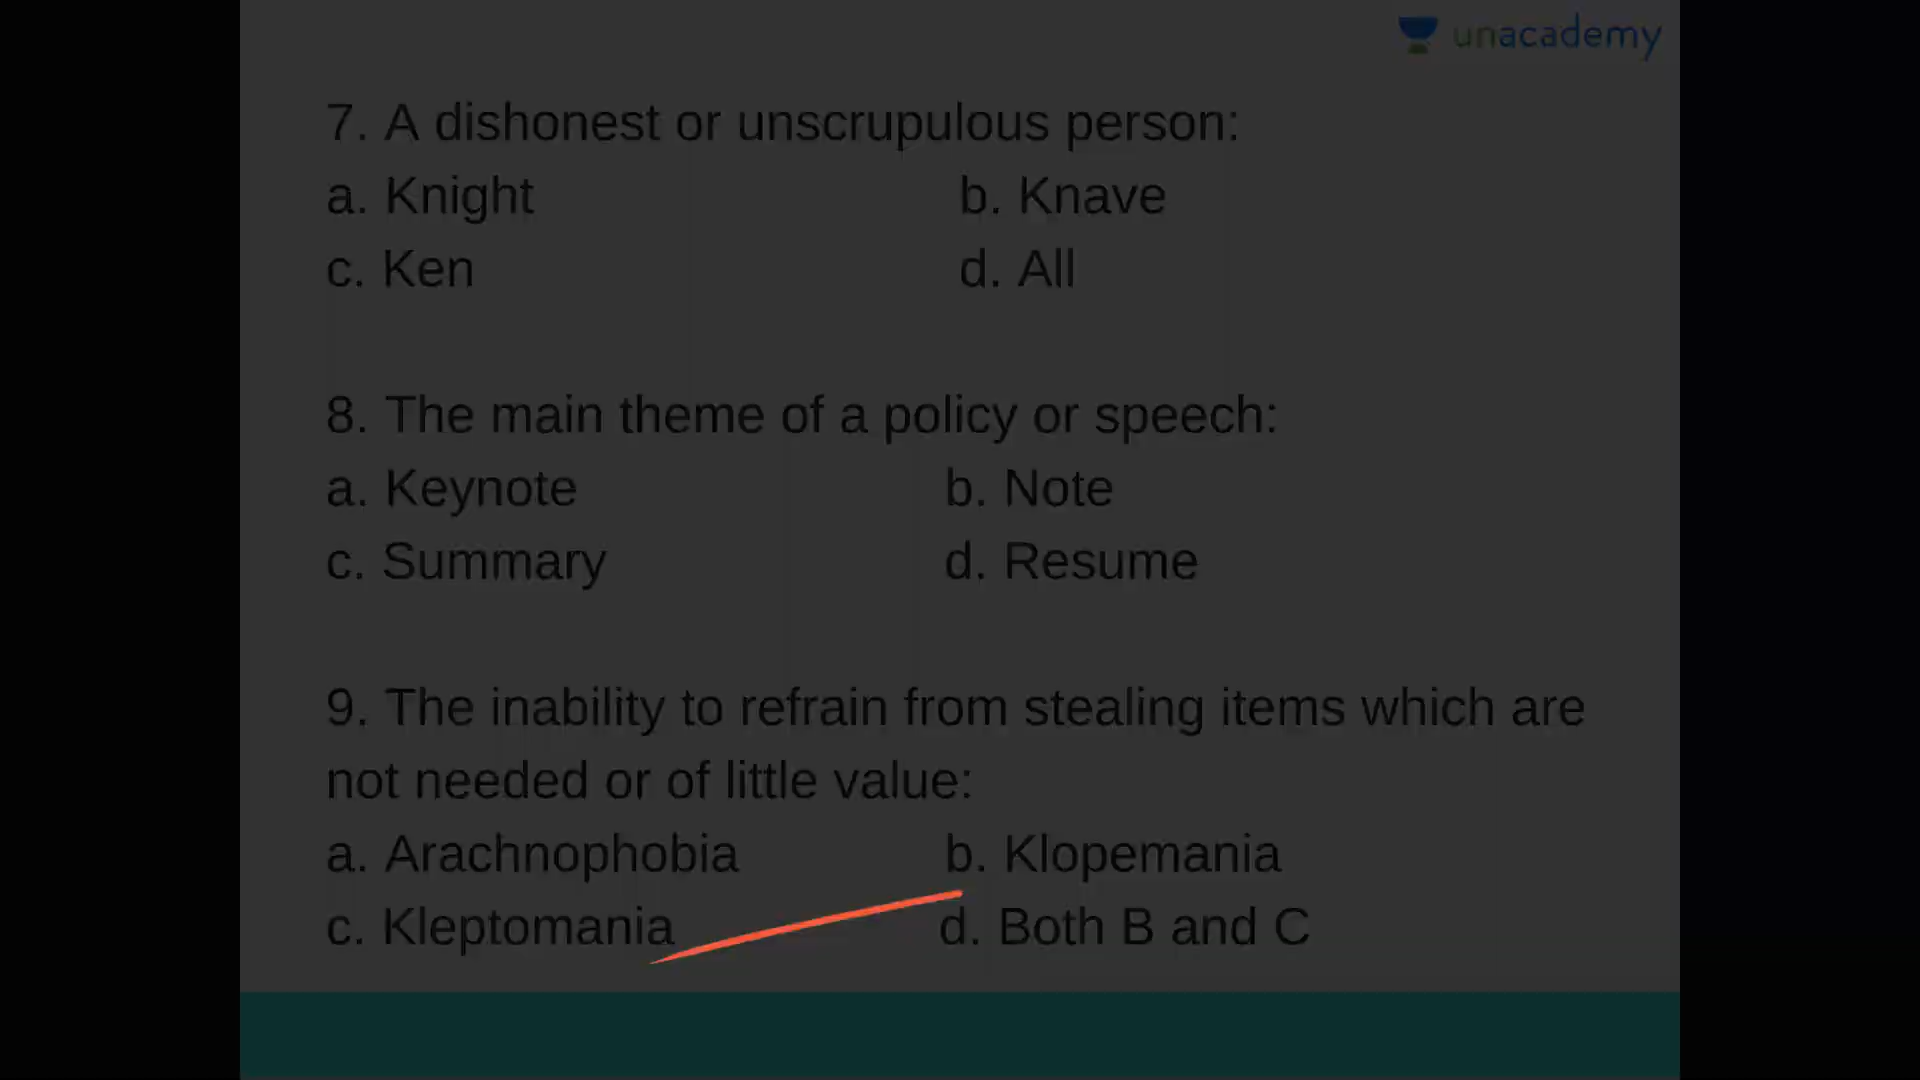 unacademy
7. A dishonest or unscrupulous person:
a. Knight b. Knave
c. Ken d. All
8. The main theme of a policy or speech:
a. Keynote b. Note
c. Summary d. Resume
9. The inability to refrain from stealing items which are
not needed or of little value:
a. Arachnophobia b. Klopemania
c. Kleptomania d. Both B and C